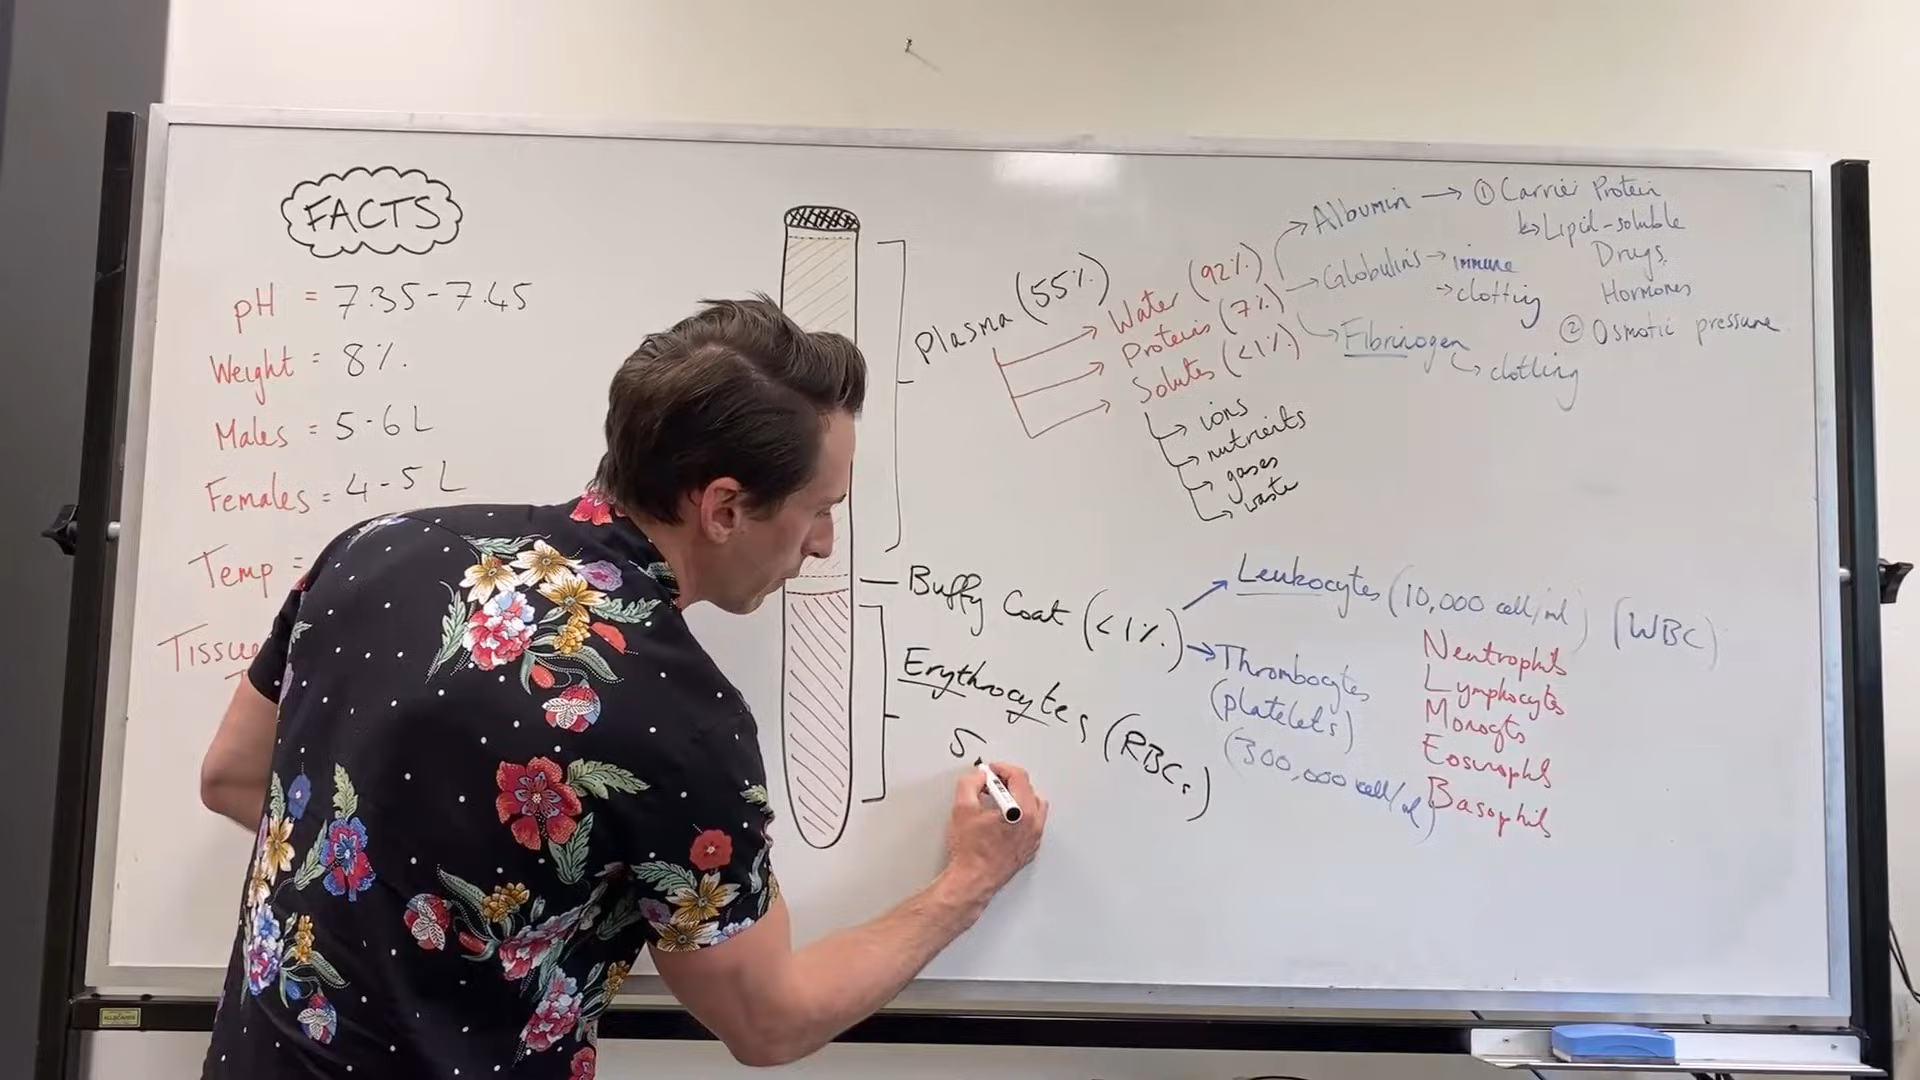 FACTS
pH = 7.35-7.45
Weight = 8%.
Males = 5-6L
Females = 4-5L
Temp =
Tissue
Plasma (55%)
Water (92%)
Proteins (7%)
Solutes (<1%)
ions
nutrients
gases
waste
Albumin → ① Carrier Protein
↳ Lipid-soluble
Drugs
Hormones
② Osmotic pressure
Globulins → immune
→ clotting
Fibrinogen
↳ clotting
Buffy Coat (<1%)
Leukocytes (10,000 cell/ml) (WBC)
Neutrophils
Lymphocytes
Monocytes
Eosinophils
Basophils
Thrombocytes
(platelets)
(300,000 cell/ml)
Erythrocytes (RBCs)
5